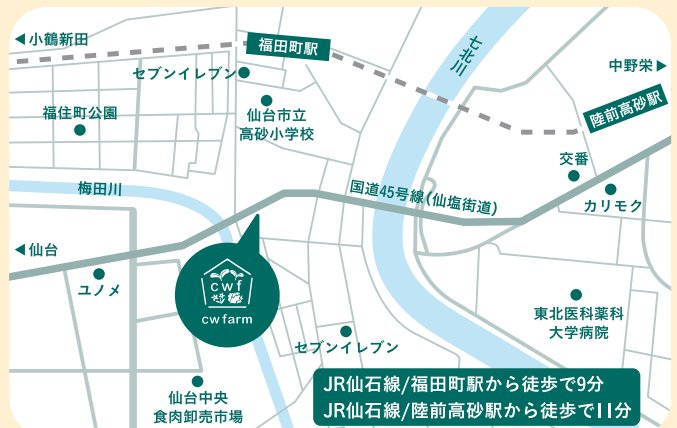 ◀小鶴新田
福田町駅
七北川
中野栄▶
セブンイレブン
陸前高砂駅
福住町公園
仙台市立
高砂小学校
交番
梅田川
国道45号線(仙塩街道)
カリモク
◀仙台
ユノメ
cwf
cwfarm
東北医科薬科
大学病院
セブンイレブン
仙台中央
食肉卸売市場
JR仙石線/福田町駅から徒歩で9分
JR仙石線/陸前高砂駅から徒歩で11分